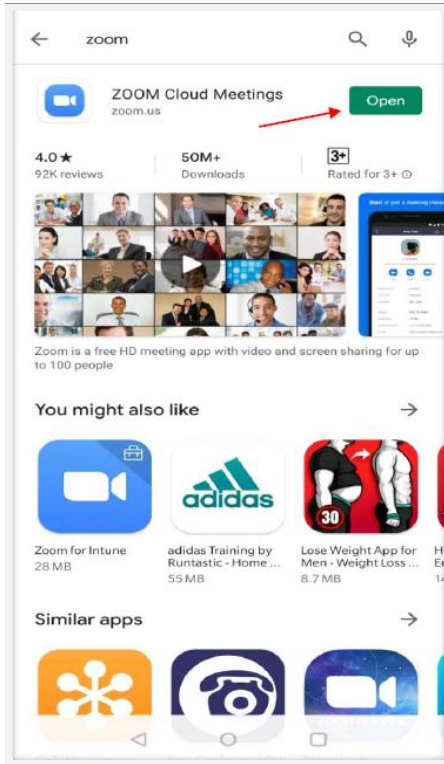 zoom
ZOOM Cloud Meetings
zoom.us
Open
4.0★
92K reviews
50M+
Downloads
3+
Rated for 3+
Zoom is a free HD meeting app with video and screen sharing for up
to 100 people
You might also like
adidas
30
Zoom for Intune
28 MB
adidas Training by
Runtastic - Home ...
55 MB
Lose Weight App for
Men - Weight Loss ...
8.7 MB
Similar apps